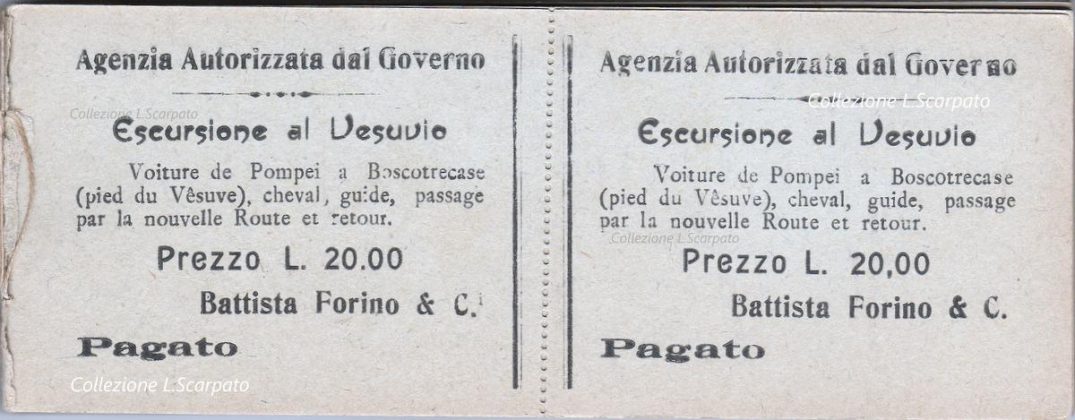 Agenzia Autorizzata dal Governo
Collezione L.Scarpato
Escursione al Vesuvio
Voiture de Pompei a Boscotrecase
(pied du Vêsuve), cheval, guide, passage
par la nouvelle Route et retour.
Prezzo L. 20.00
Battista Forino & C.i
Pagato
Collezione L.Scarpato
Agenzia Autorizzata dal Governo
Collezione L.Scarpato
Escursione al Vesuvio
Voiture de Pompei a Boscotrecase
(pied du Vêsuve), cheval, guide, passage
par la nouvelle Route et retour.
Collezione L.Scarpato
Prezzo L. 20,00
Battista Forino & C.
Pagato